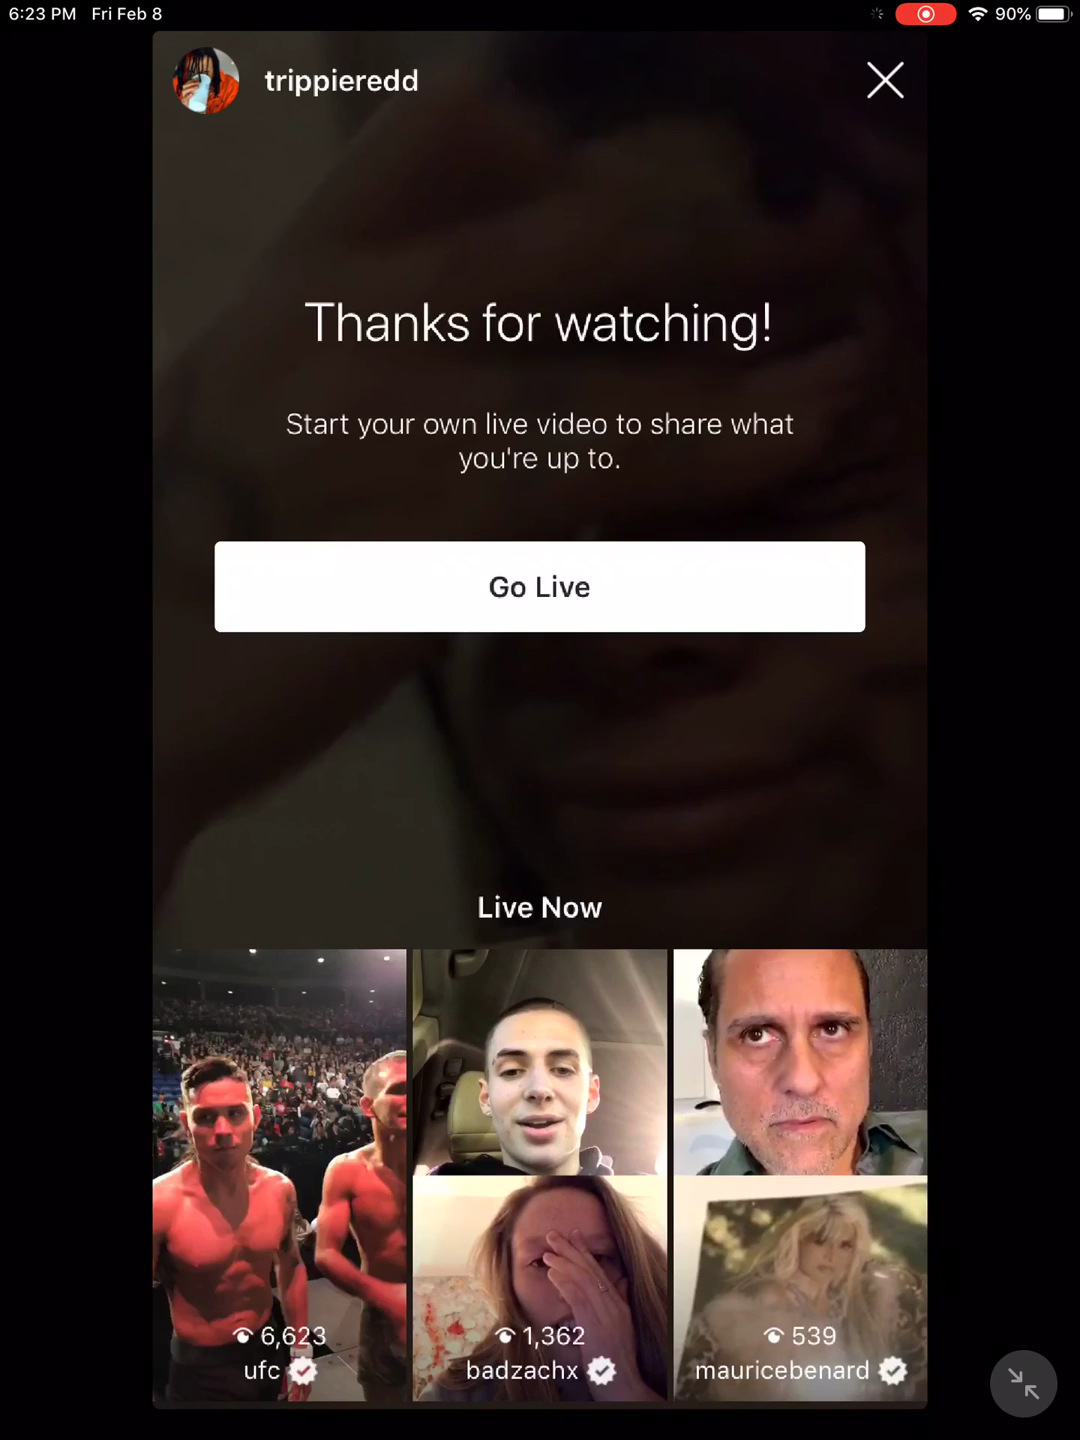 6:23 PM Fri Feb 8 90%
trippieredd
Thanks for watching!
Start your own live video to share what
you're up to.
Go Live
Live Now
6,623 1,362 539
ufc badzachx mauricebenard